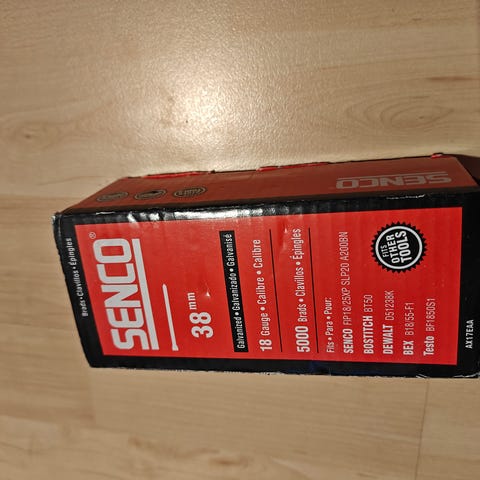 Brads • Clavillos • Épingles
SENCO®
38 mm
Galvanized • Galvanizado • Galvanisé
18 Gauge • Calibre • Calibre
5000 Brads • Clavillos • Épingles
Fits • Para • Pour:
SENCO FIP18/25XP SLP20 A200BN
BOSTITCH BT50
DEWALT D51238K
BEX B18/55-F1
Testo BF1850S1
FITS
OTHER
TOOLS
AX17EAA
SENCO